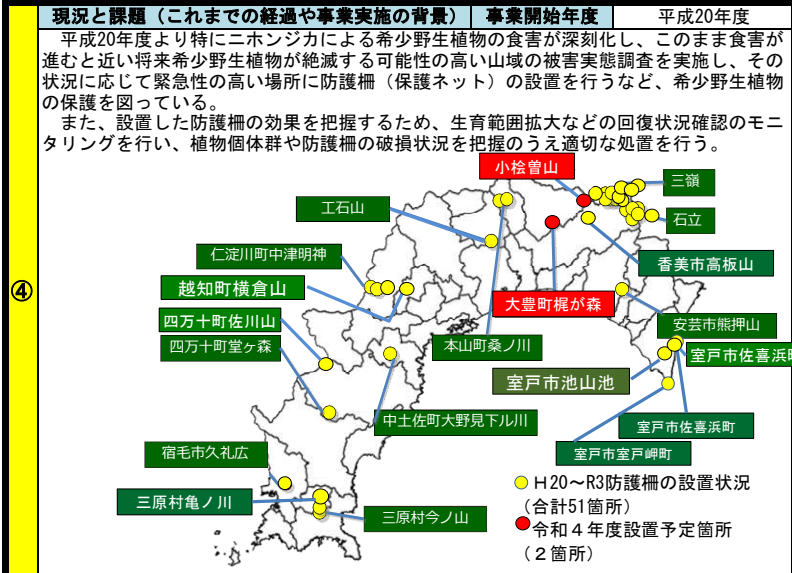 現況と課題（これまでの経過や事業実施の背景）　事業開始年度　平成20年度
　平成20年度より特にニホンジカによる希少野生植物の食害が深刻化し、このまま食害が
進むと近い将来希少野生植物が絶滅する可能性の高い山域の被害実態調査を実施し、その
状況に応じて緊急性の高い場所に防護柵（保護ネット）の設置を行うなど、希少野生植物
の保護を図っている。
　また、設置した防護柵の効果を把握するため、生育範囲拡大などの回復状況確認のモニ
タリングを行い、植物個体群や防護柵の破損状況を把握のうえ適切な処置を行う。
小桧曽山
三嶺
工石山
石立
仁淀川町中津明神
香美市高板山
④
越知町横倉山
大豊町梶が森
四万十町佐川山
安芸市熊押山
四万十町堂ヶ森
本山町桑ノ川
室戸市佐喜浜町
室戸市池山池
中土佐町大野見下ル川
室戸市佐喜浜町
宿毛市久礼広
室戸市室戸岬町
三原村亀ノ川
三原村今ノ山
Ｈ20～R3防護柵の設置状況
（合計51箇所）
令和４年度設置予定箇所
（２箇所）